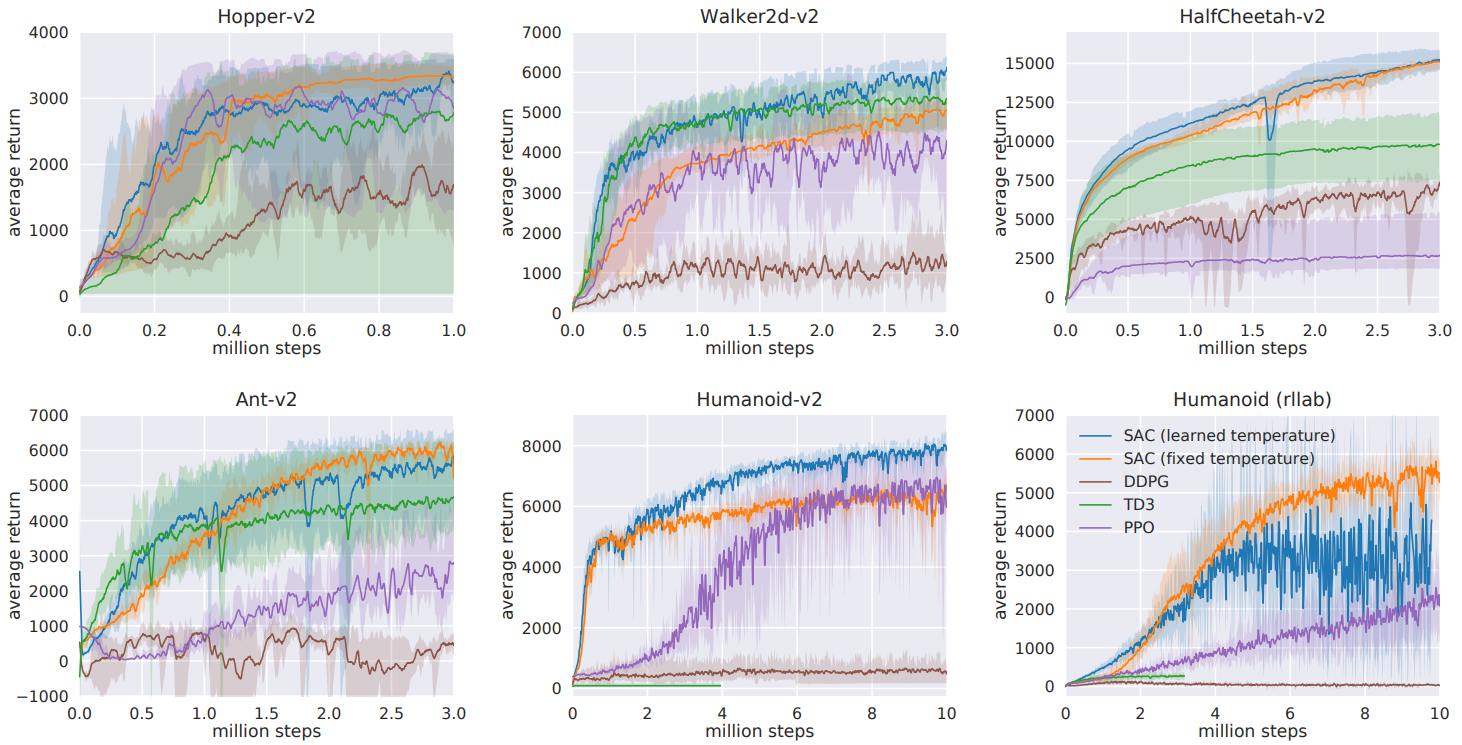 Hopper-v2
average return
4000
3000
2000
1000
0
0.0 0.2 0.4 0.6 0.8 1.0
million steps
Walker2d-v2
average return
7000
6000
5000
4000
3000
2000
1000
0
0.0 0.5 1.0 1.5 2.0 2.5 3.0
million steps
HalfCheetah-v2
average return
15000
12500
10000
7500
5000
2500
0
0.0 0.5 1.0 1.5 2.0 2.5 3.0
million steps
Ant-v2
average return
7000
6000
5000
4000
3000
2000
1000
0
−1000
0.0 0.5 1.0 1.5 2.0 2.5 3.0
million steps
Humanoid-v2
average return
8000
6000
4000
2000
0
0 2 4 6 8 10
million steps
Humanoid (rllab)
average return
7000
6000
5000
4000
3000
2000
1000
0
SAC (learned temperature)
SAC (fixed temperature)
DDPG
TD3
PPO
0 2 4 6 8 10
million steps